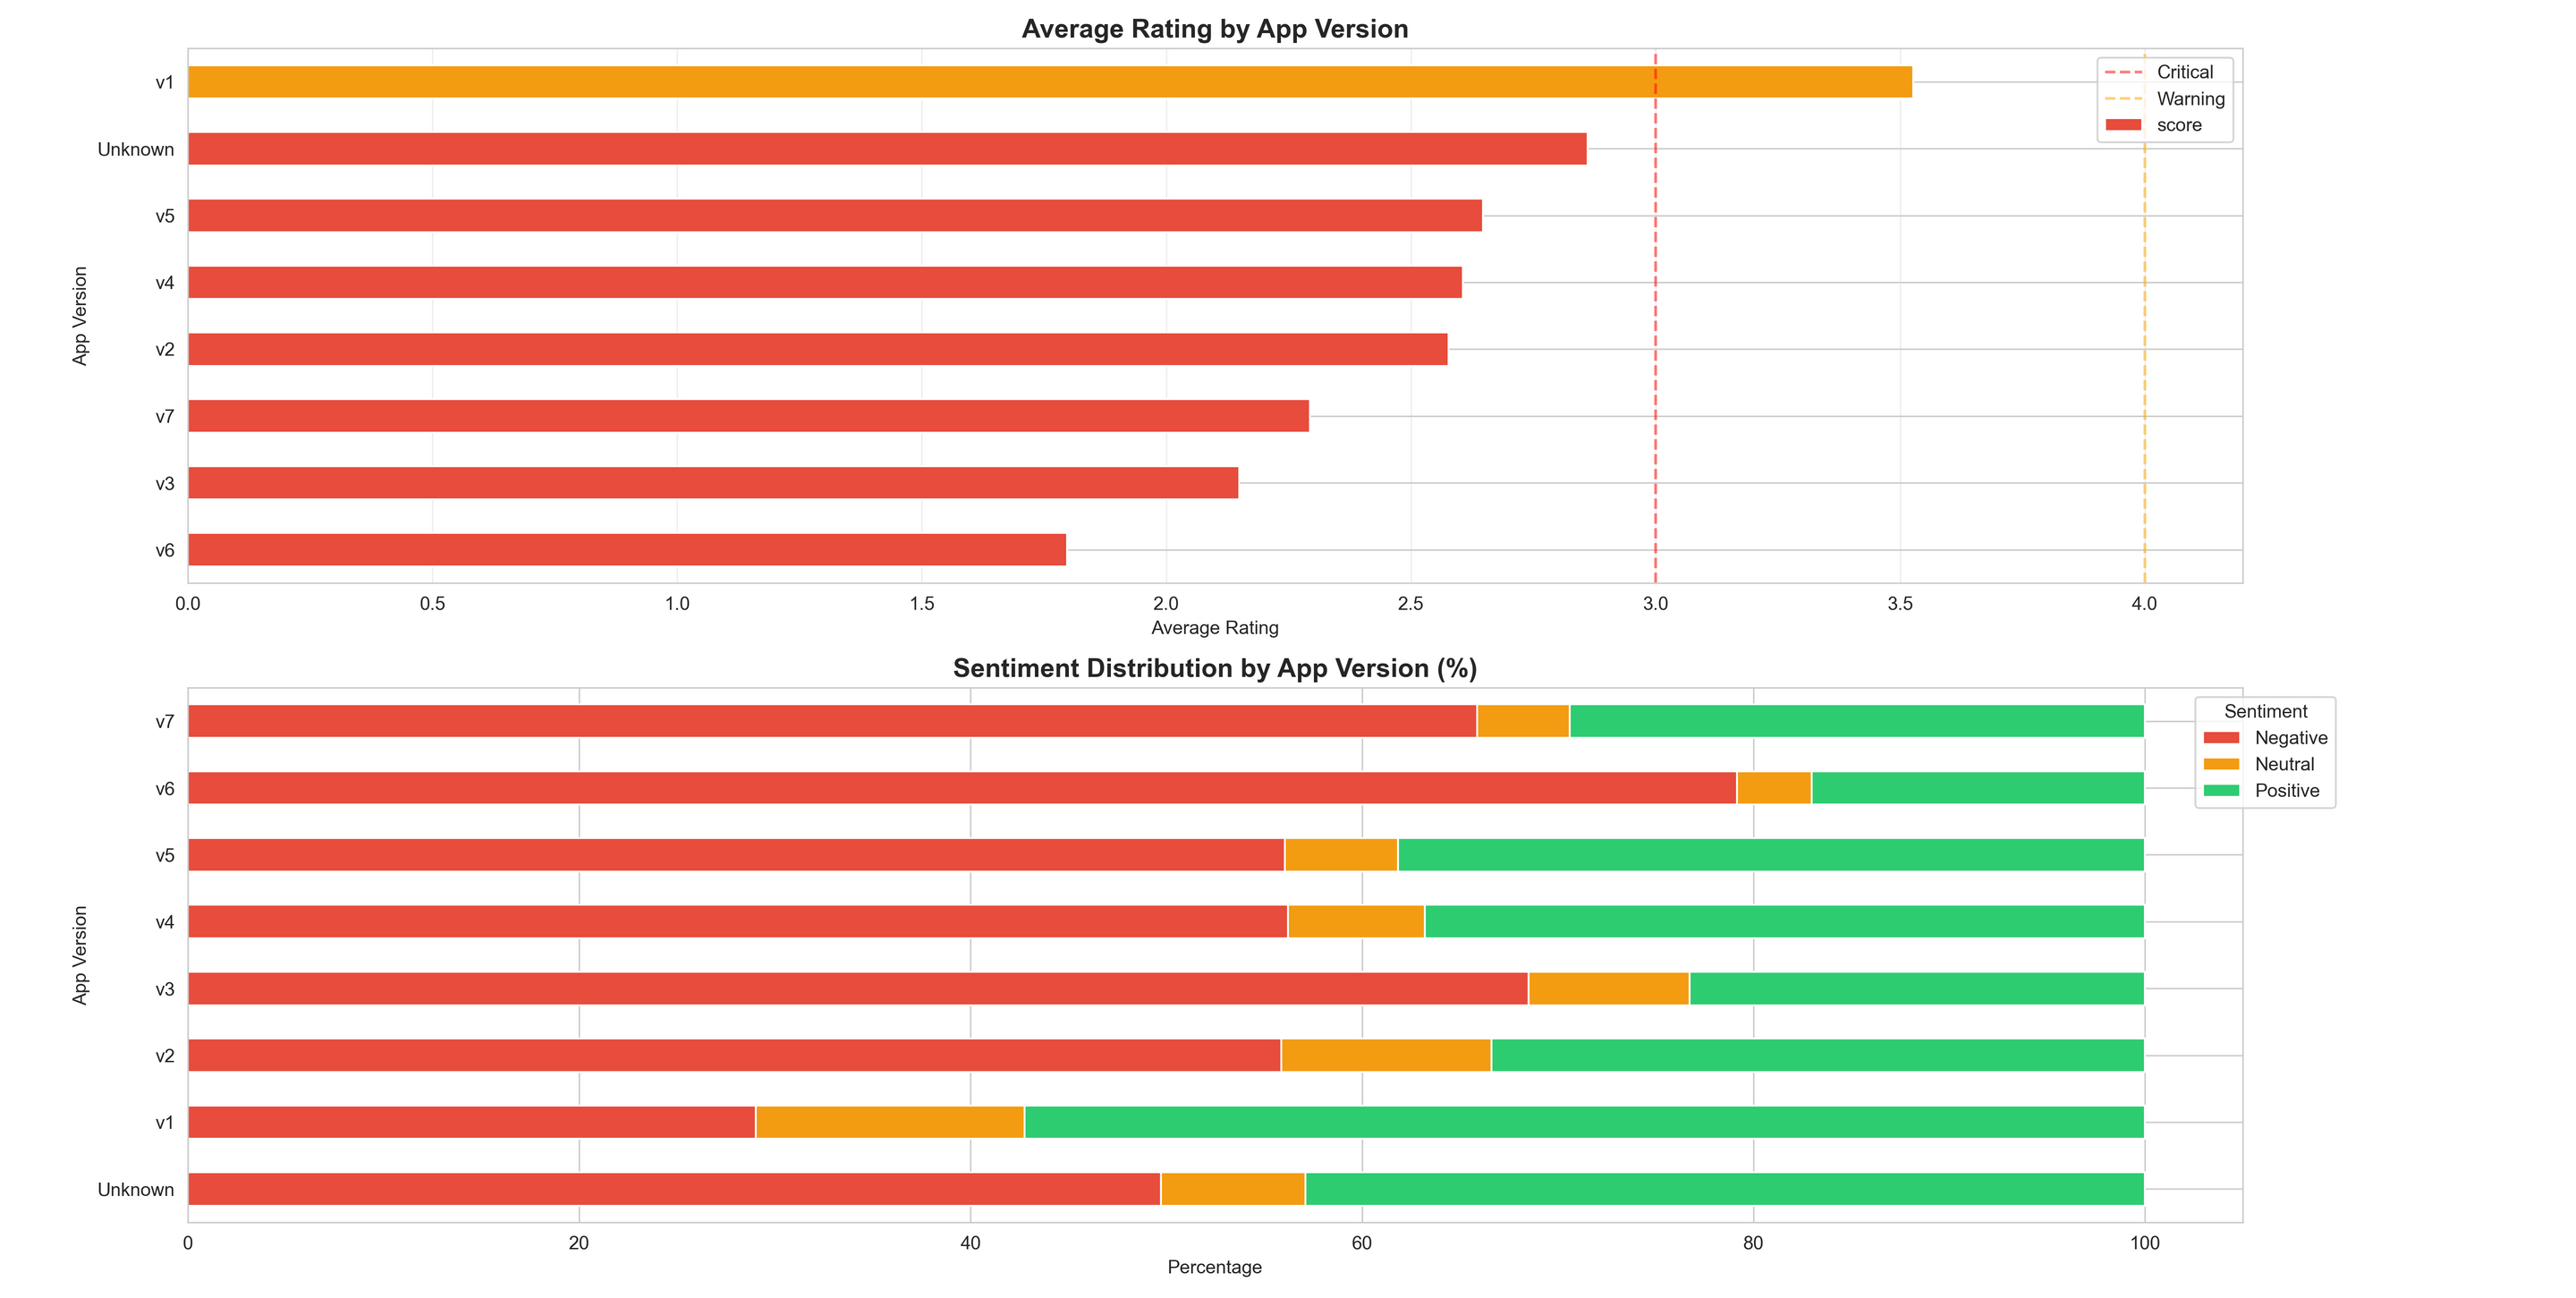 Average Rating by App Version
Critical
Warning
score
App Version
v1
Unknown
v5
v4
v2
v7
v3
v6
0.0 0.5 1.0 1.5 2.0 2.5 3.0 3.5 4.0
Average Rating
Sentiment Distribution by App Version (%)
Sentiment
Negative
Neutral
Positive
App Version
v7
v6
v5
v4
v3
v2
v1
Unknown
0 20 40 60 80 100
Percentage